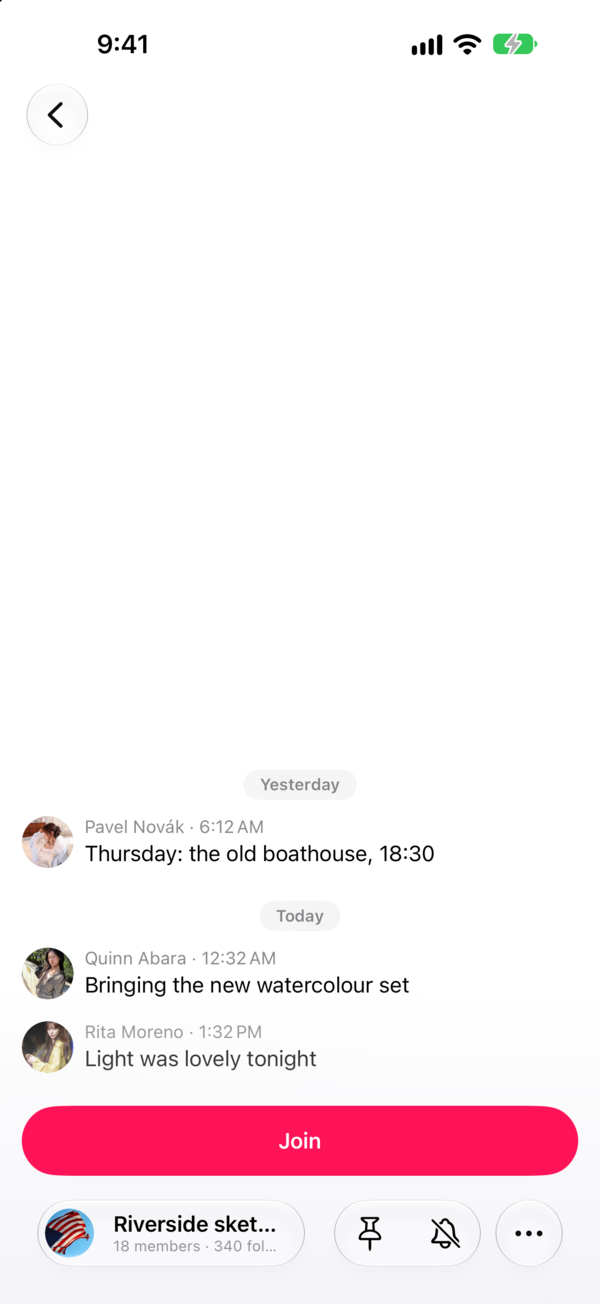 9:41
Yesterday
Pavel Novák · 6:12 AM
Thursday: the old boathouse, 18:30
Today
Quinn Abara · 12:32 AM
Bringing the new watercolour set
Rita Moreno · 1:32 PM
Light was lovely tonight
Join
Riverside sket...
18 members · 340 fol...